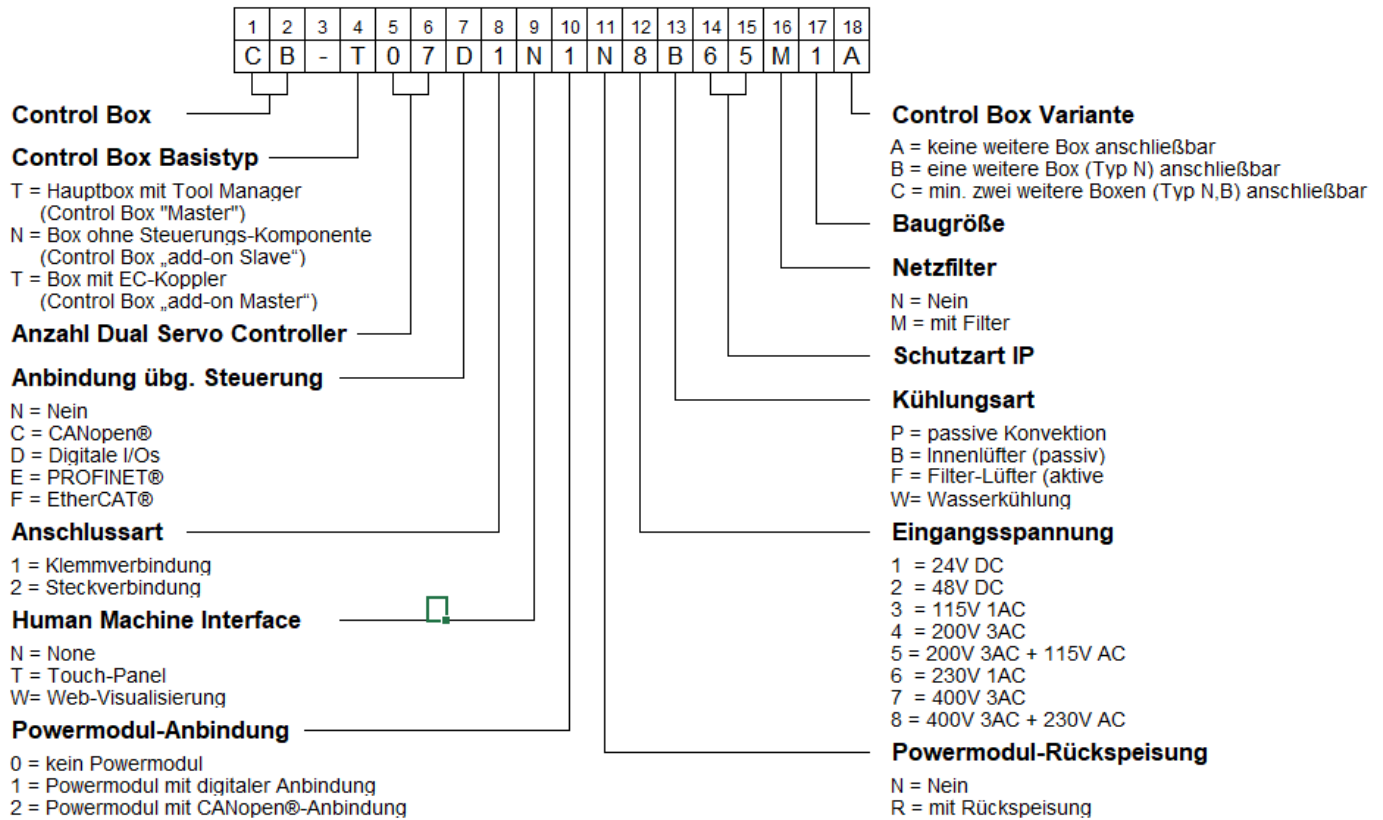 1 2 3 4 5 6 7 8 9 10 11 12 13 14 15 16 17 18
C B - T 0 7 D 1 N 1 N 8 B 6 5 M 1 A
Control Box
Control Box Basistyp
T = Hauptbox mit Tool Manager
(Control Box "Master")
N = Box ohne Steuerungs-Komponente
(Control Box „add-on Slave“)
T = Box mit EC-Koppler
(Control Box „add-on Master“)
Anzahl Dual Servo Controller
Anbindung übg. Steuerung
N = Nein
C = CANopen®
D = Digitale I/Os
E = PROFINET®
F = EtherCAT®
Anschlussart
1 = Klemmverbindung
2 = Steckverbindung
Human Machine Interface
N = None
T = Touch-Panel
W= Web-Visualisierung
Powermodul-Anbindung
0 = kein Powermodul
1 = Powermodul mit digitaler Anbindung
2 = Powermodul mit CANopen®-Anbindung
Control Box Variante
A = keine weitere Box anschließbar
B = eine weitere Box (Typ N) anschließbar
C = min. zwei weitere Boxen (Typ N,B) anschließbar
Baugröße
Netzfilter
N = Nein
M = mit Filter
Schutzart IP
Kühlungsart
P = passive Konvektion
B = Innenlüfter (passiv)
F = Filter-Lüfter (aktive
W= Wasserkühlung
Eingangsspannung
1 = 24V DC
2 = 48V DC
3 = 115V 1AC
4 = 200V 3AC
5 = 200V 3AC + 115V AC
6 = 230V 1AC
7 = 400V 3AC
8 = 400V 3AC + 230V AC
Powermodul-Rückspeisung
N = Nein
R = mit Rückspeisung